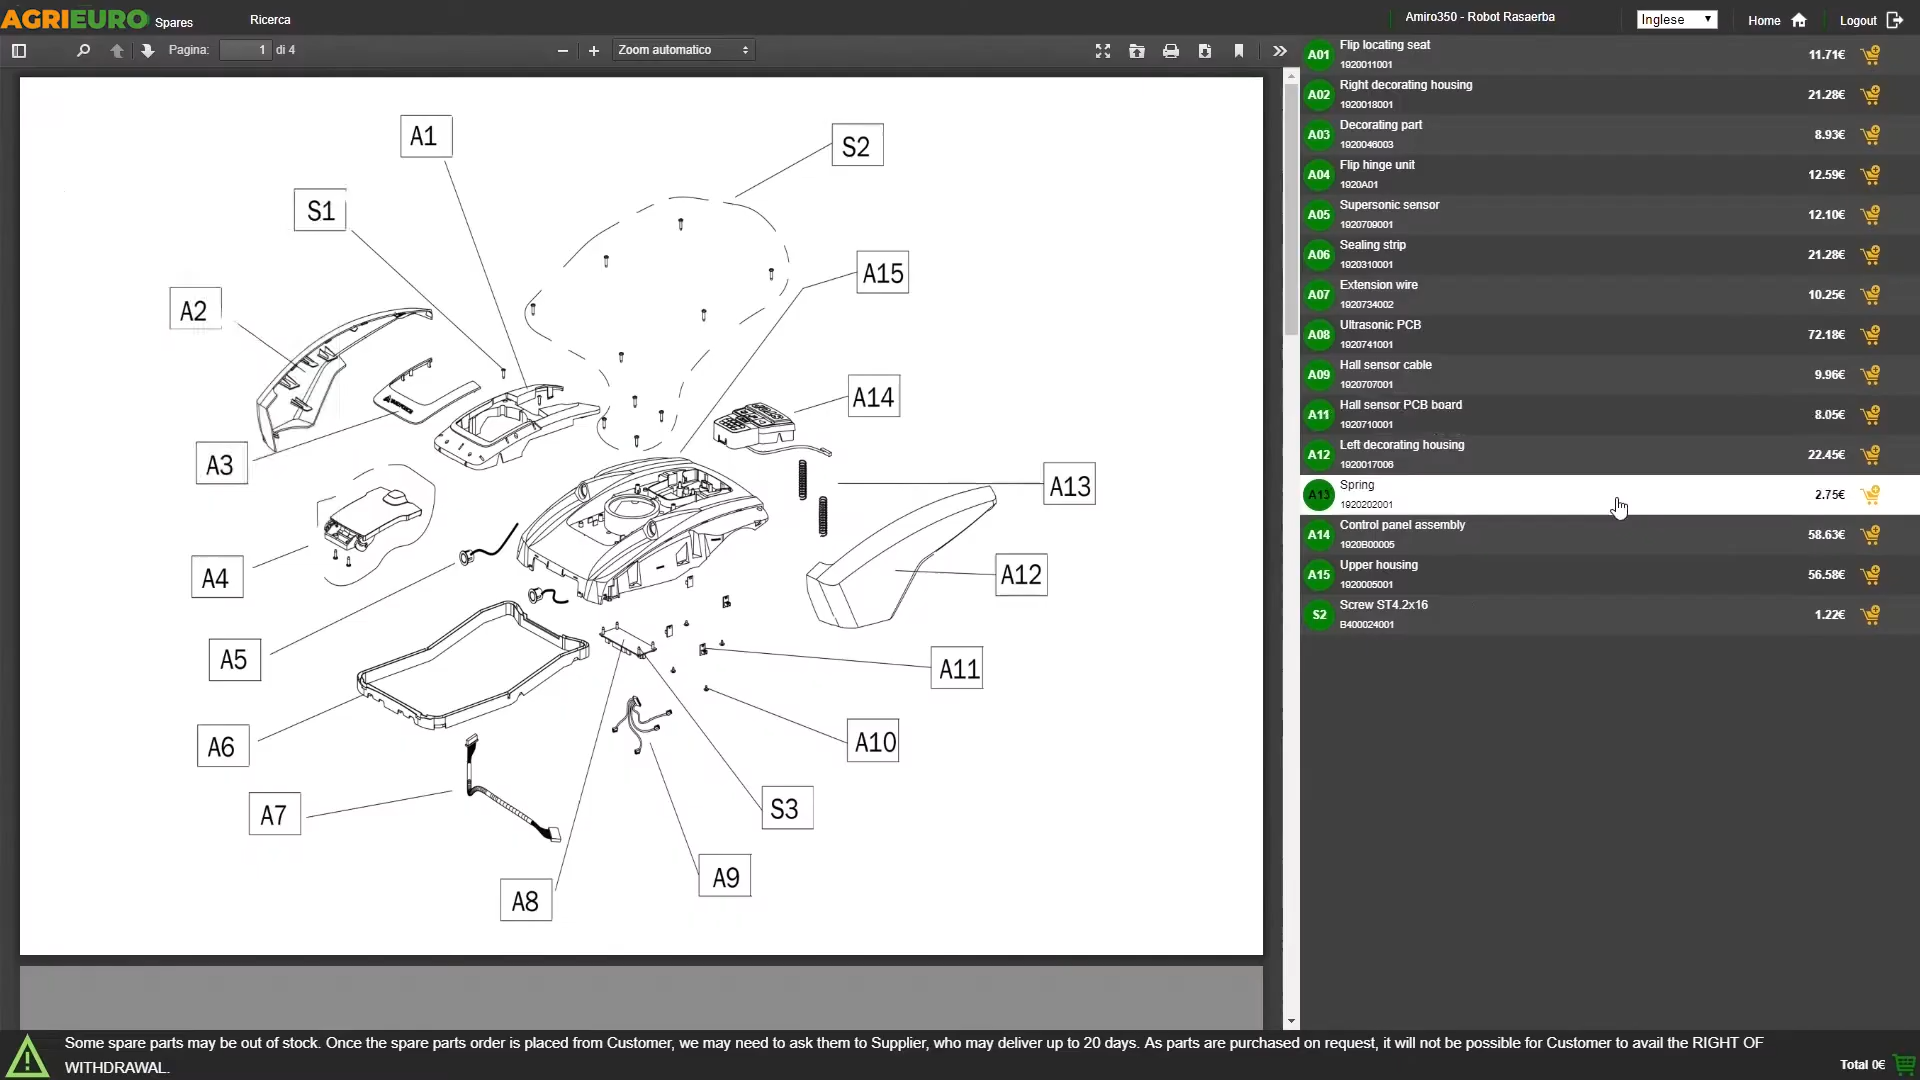 AGRIEURO Spares
Ricerca
Amiro350 - Robot Rasaerba
Inglese
Home
Logout
Pagina: 1 di 4
Zoom automatico
A1
S2
S1
A15
A2
A14
A3
A13
A4
A12
A5
A11
A6
A10
A7
S3
A9
A8
A01 Flip locating seat 11.71€
1920011001
A02 Right decorating housing 21.28€
1920018001
A03 Decorating part 8.93€
1920046003
A04 Flip hinge unit 12.59€
1920A01
A05 Supersonic sensor 12.10€
1920709001
A06 Sealing strip 21.28€
1920310001
A07 Extension wire 10.25€
1920734002
A08 Ultrasonic PCB 72.18€
1920741001
A09 Hall sensor cable 9.96€
1920707001
A11 Hall sensor PCB board 8.05€
1920710001
A12 Left decorating housing 22.45€
1920017006
A13 Spring 2.75€
1920202001
A14 Control panel assembly 58.63€
1920B00005
A15 Upper housing 56.58€
1920005001
S2 Screw ST4.2x16 1.22€
B400024001
Some spare parts may be out of stock. Once the spare parts order is placed from Customer, we may need to ask them to Supplier, who may deliver up to 20 days. As parts are purchased on request, it will not be possible for Customer to avail the RIGHT OF
WITHDRAWAL.
Total 0€